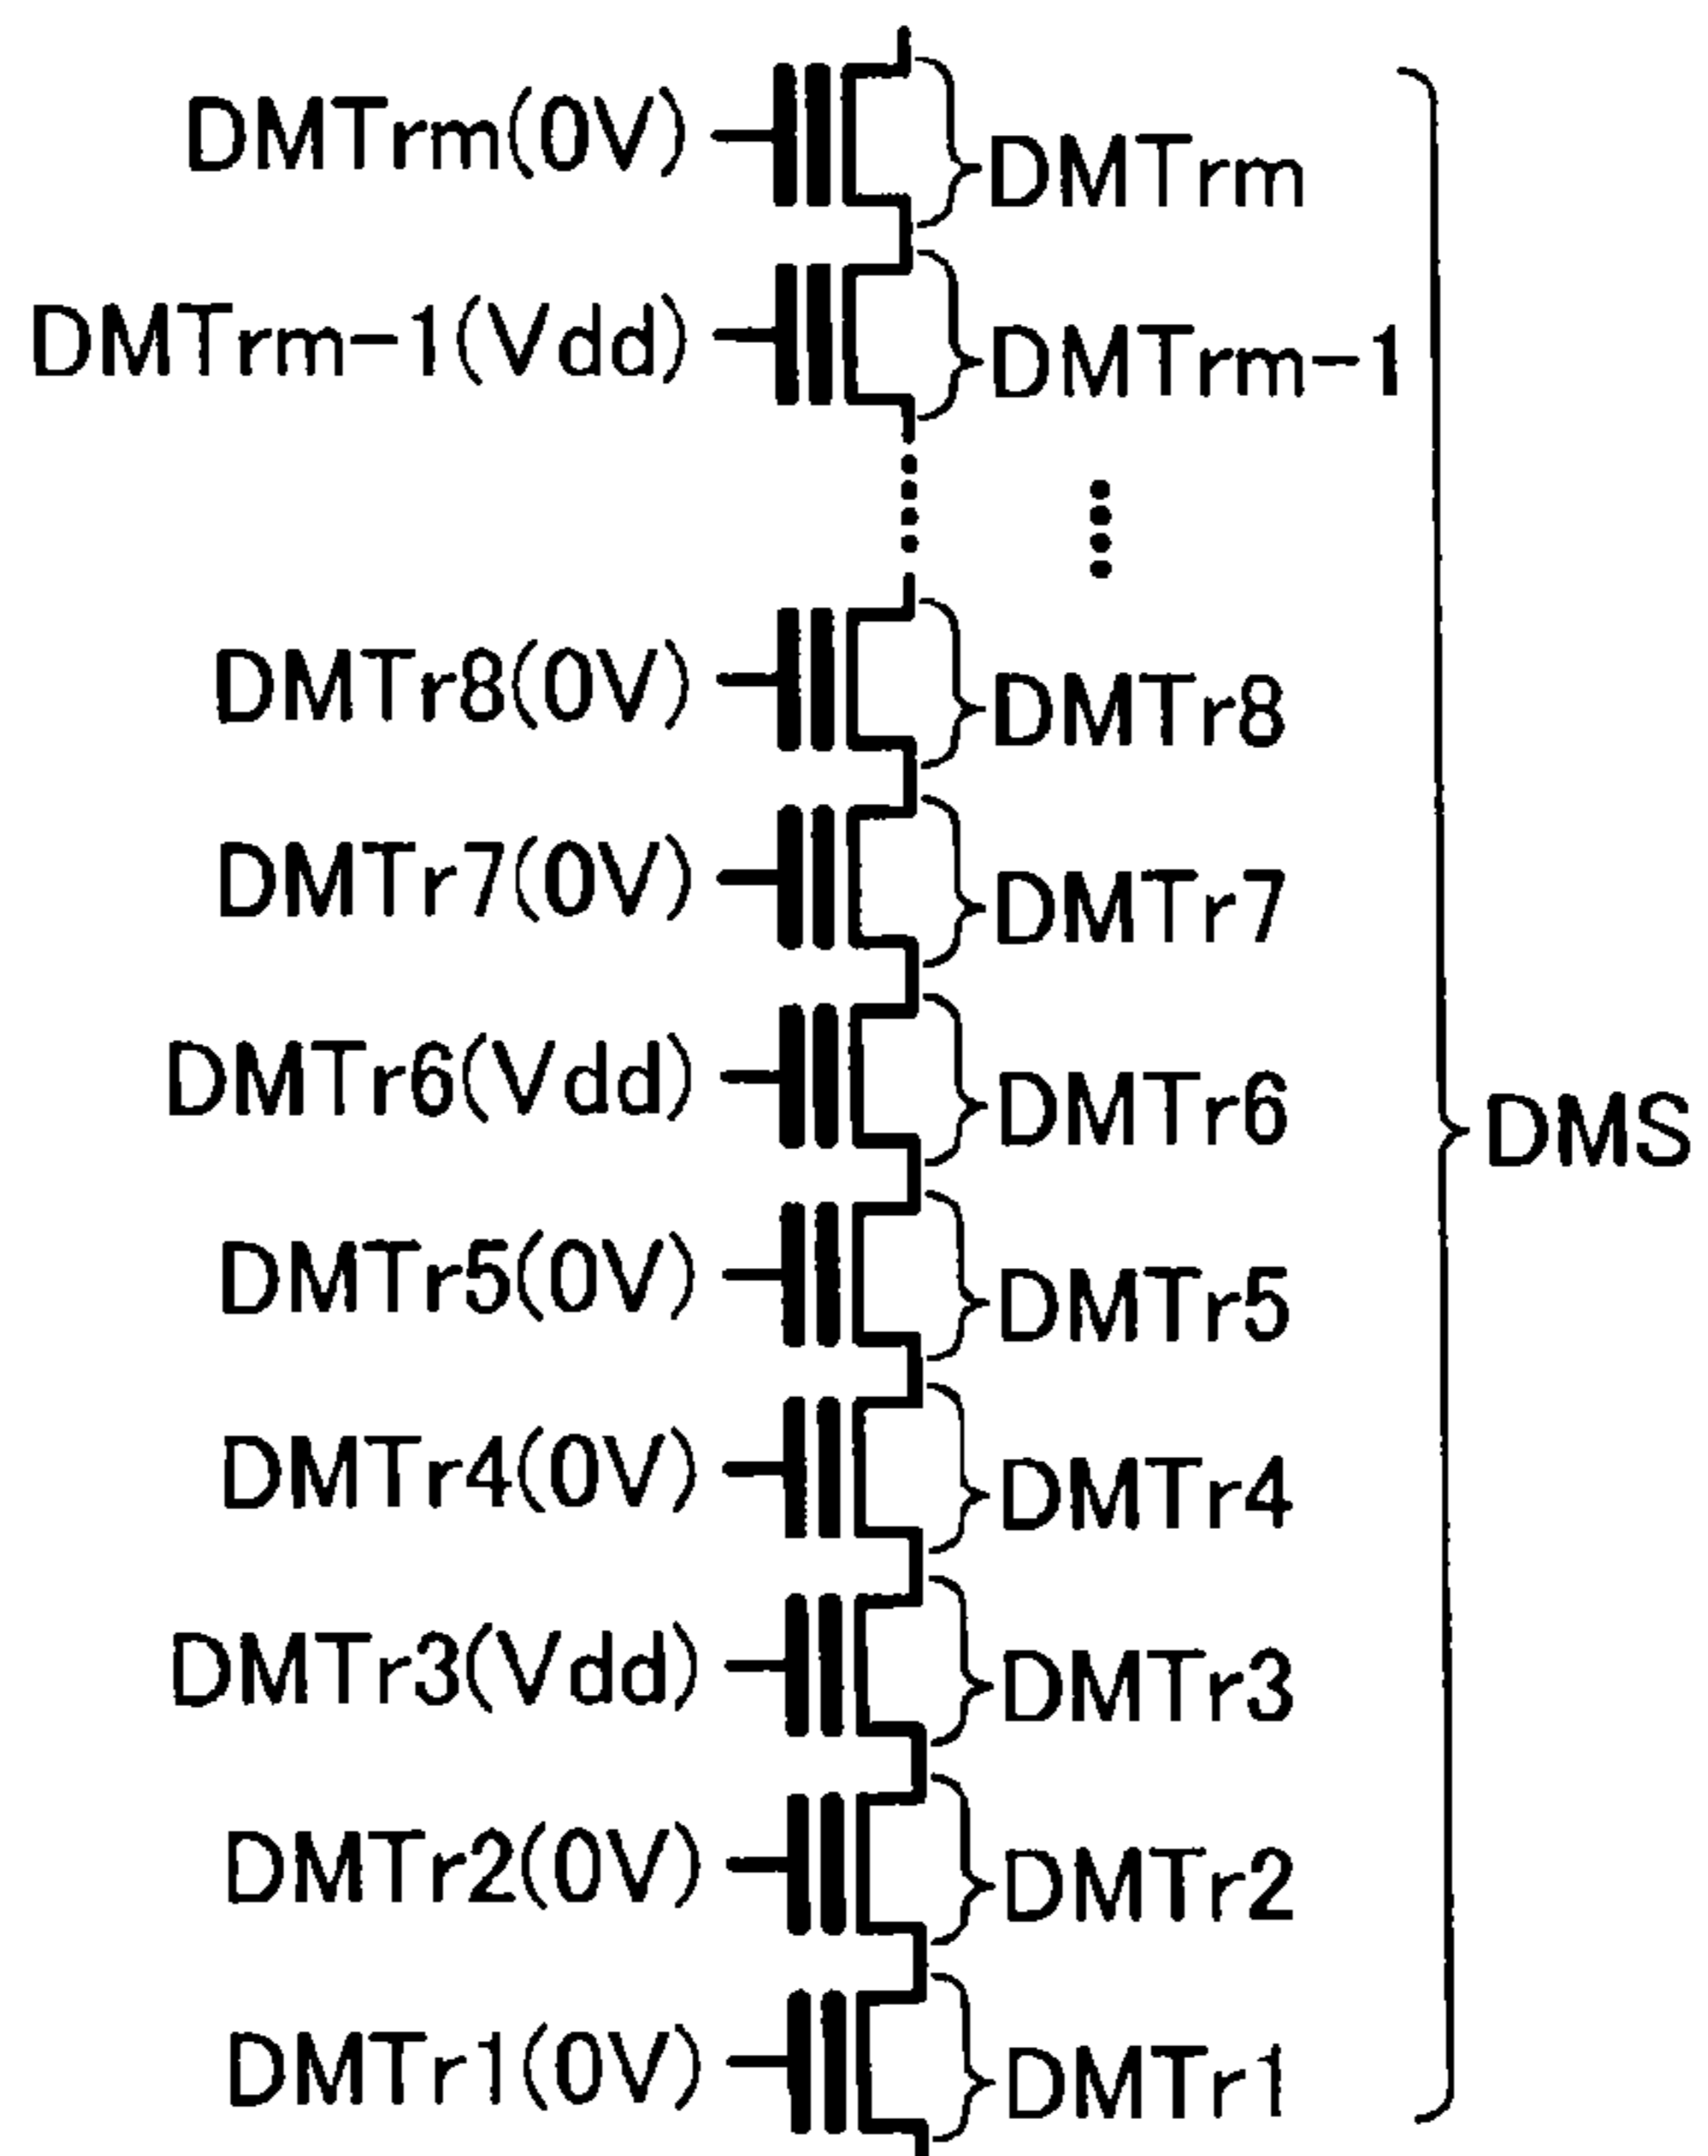 DMTrm(0V)
DMTrm
DMTrm-1(Vdd)
DMTrm-1
DMTr8(0V)
DMTr8
DMTr7(0V)
DMTr7
DMTr6(Vdd)
DMTr6
DMS
DMTr5(0V)
DMTr5
DMTr4(0V)
DMTr4
DMTr3(Vdd)
DMTr3
DMTr2(0V)
DMTr2
DMTr1(0V)
DMTr1